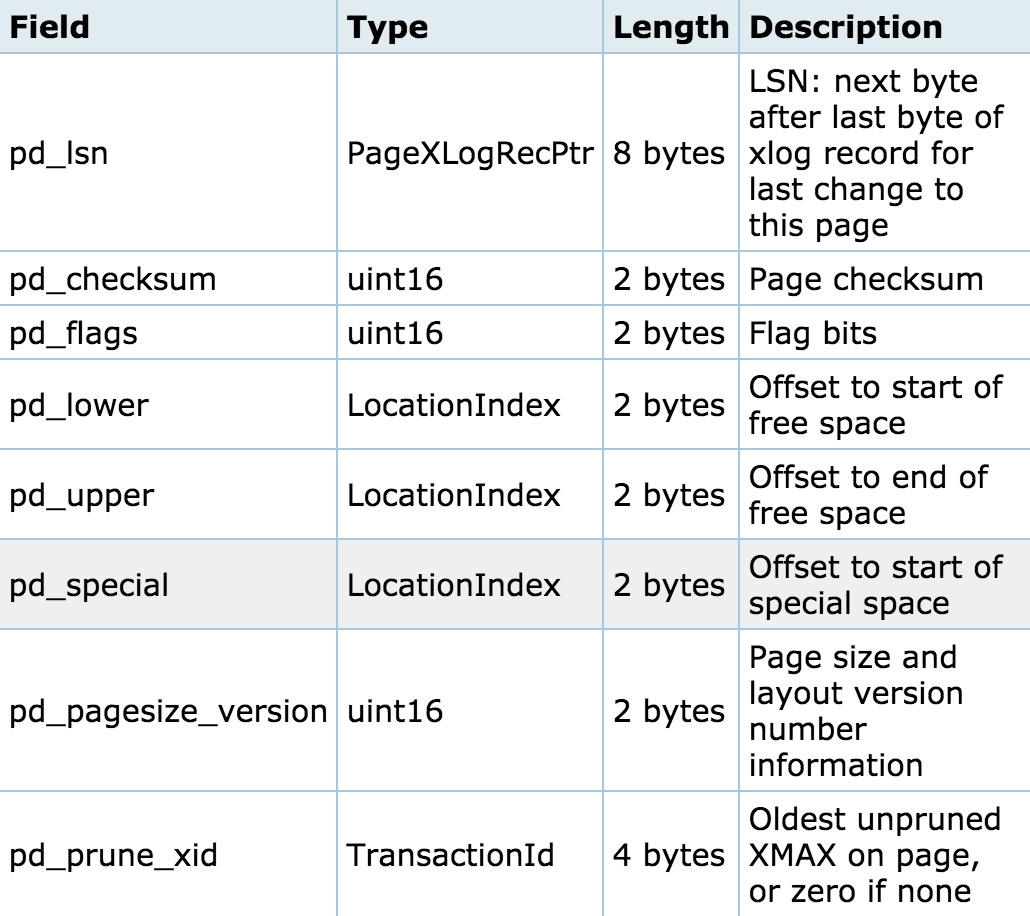 Field Type Length Description
LSN: next byte
after last byte of
pd_lsn PageXLogRecPtr 8 bytes xlog record for
last change to
this page
pd_checksum uint16 2 bytes Page checksum
pd_flags uint16 2 bytes Flag bits
pd_lower LocationIndex 2 bytes Offset to start of
free space
pd_upper LocationIndex 2 bytes Offset to end of
free space
pd_special LocationIndex 2 bytes Offset to start of
special space
pd_pagesize_version uint16 2 bytes Page size and
layout version
number
information
pd_prune_xid TransactionId 4 bytes Oldest unpruned
XMAX on page,
or zero if none